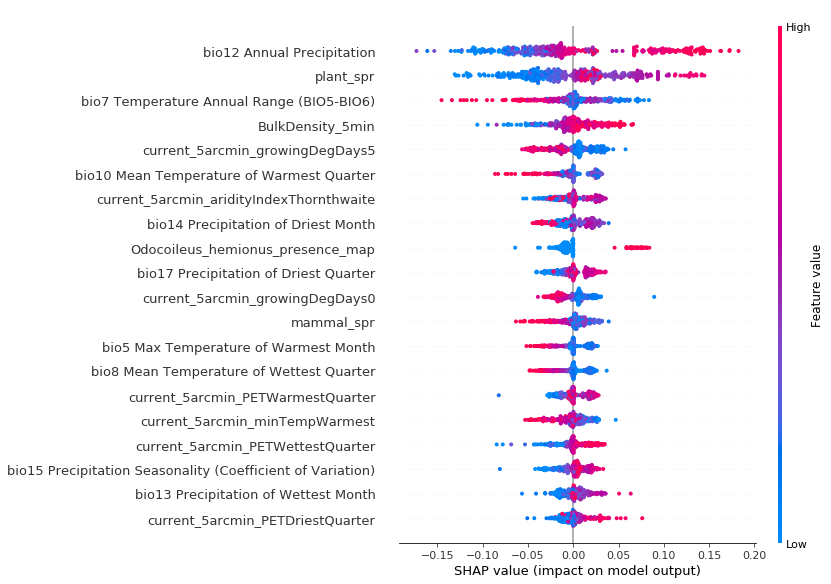 High
bio12 Annual Precipitation
plant_spr
bio7 Temperature Annual Range (BIO5-BIO6)
BulkDensity_5min
current_5arcmin_growingDegDays5
bio10 Mean Temperature of Warmest Quarter
current_5arcmin_aridityIndexThornthwaite
bio14 Precipitation of Driest Month
Odocoileus_hemionus_presence_map
bio17 Precipitation of Driest Quarter
current_5arcmin_growingDegDays0
mammal_spr
bio5 Max Temperature of Warmest Month
bio8 Mean Temperature of Wettest Quarter
current_5arcmin_PETWarmestQuarter
current_5arcmin_minTempWarmest
current_5arcmin_PETWettestQuarter
bio15 Precipitation Seasonality (Coefficient of Variation)
bio13 Precipitation of Wettest Month
current_5arcmin_PETDriestQuarter
Feature value
Low
−0.15 −0.10 −0.05 0.00 0.05 0.10 0.15 0.20
SHAP value (impact on model output)